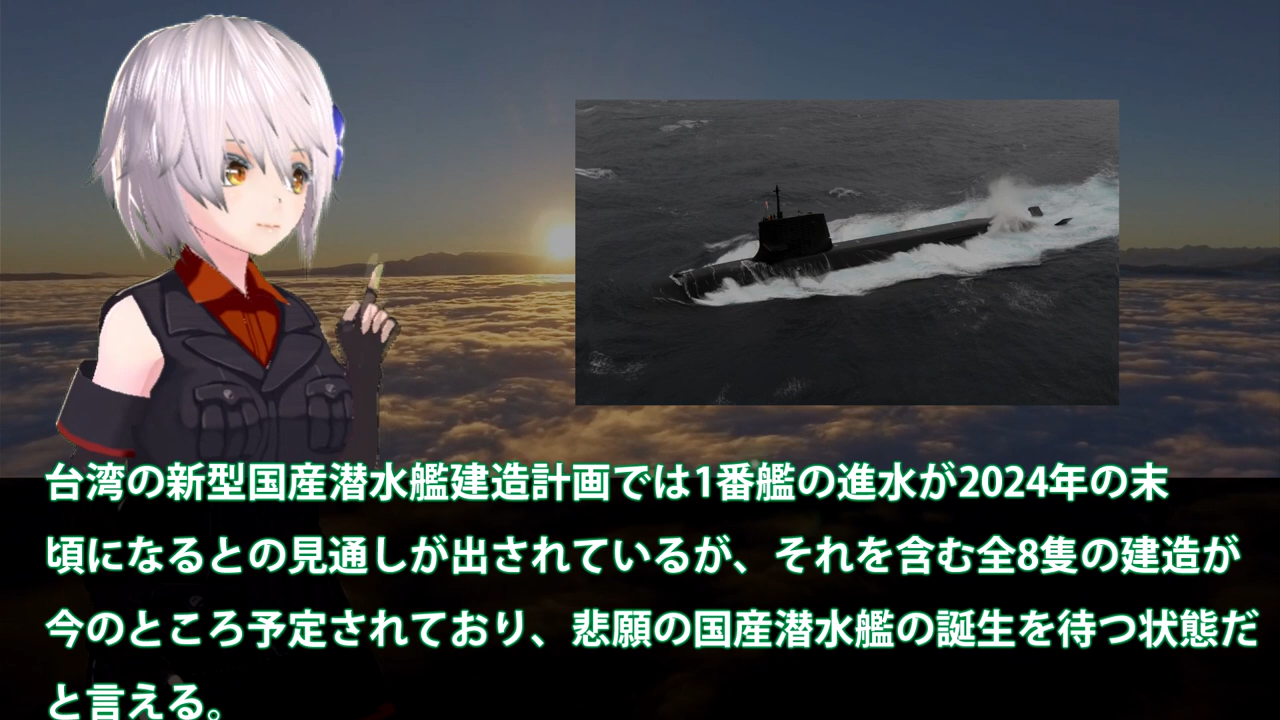 台湾の新型国産潜水艦建造計画では1番艦の進水が2024年の末
頃になるとの見通しが出されているが、それを含む全8隻の建造が
今のところ予定されており、悲願の国産潜水艦の誕生を待つ状態だ
と言える。